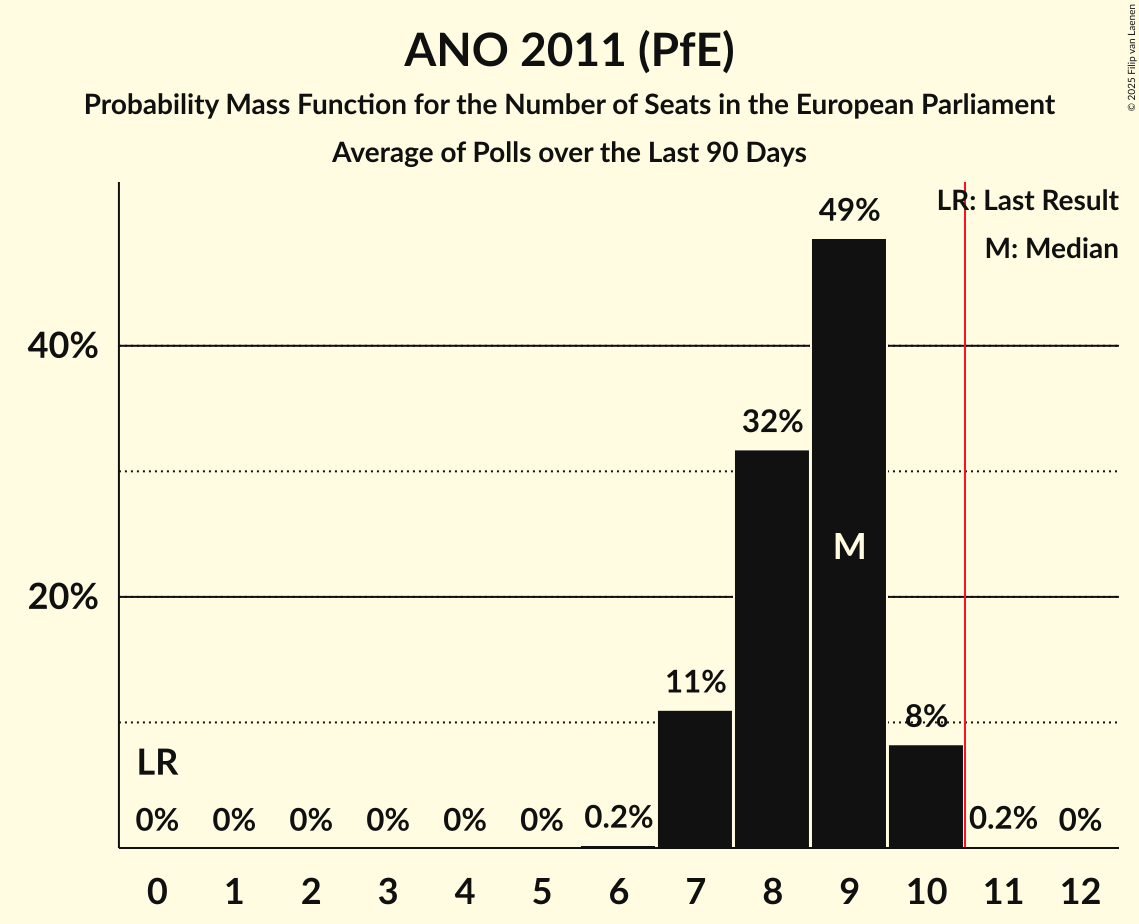 ANO 2011 (PfE)
Probability Mass Function for the Number of Seats in the European Parliament
Average of Polls over the Last 90 Days
© 2025 Filip van Laenen
LR: Last Result
M: Median
49%
40%
32%
M
20%
11%
8%
LR
0% 0% 0% 0% 0% 0% 0.2% 0.2% 0%
0 1 2 3 4 5 6 7 8 9 10 11 12